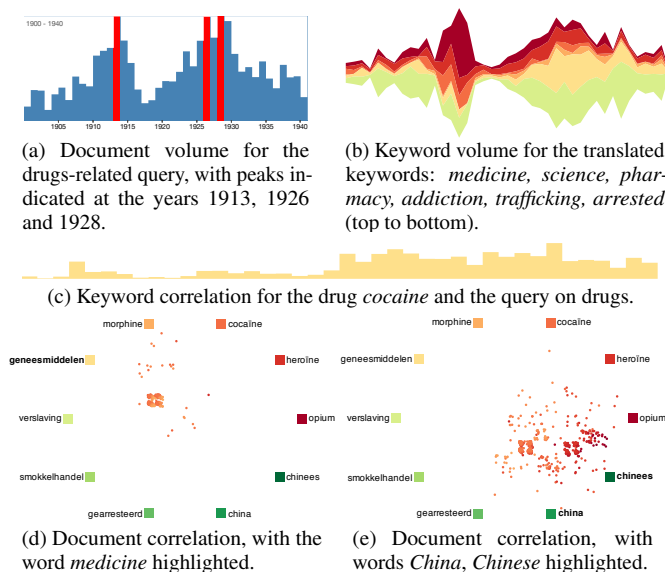 1900 - 1940
1905 1910 1915 1920 1925 1930 1935 1940
(a) Document volume for the
drugs-related query, with peaks in-
dicated at the years 1913, 1926
and 1928.
(b) Keyword volume for the translated
keywords: medicine, science, phar-
macy, addiction, trafficking, arrested
(top to bottom).
(c) Keyword correlation for the drug cocaine and the query on drugs.
morphine cocaïne
geneesmiddelen heroïne
verslaving opium
smokkelhandel chinees
gearresteerd china
(d) Document correlation, with the
word medicine highlighted.
morphine cocaïne
geneesmiddelen heroïne
verslaving opium
smokkelhandel chinees
gearresteerd china
(e) Document correlation, with
words China, Chinese highlighted.